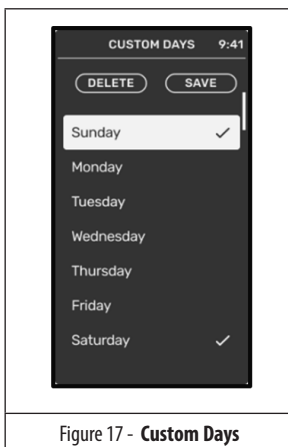 CUSTOM DAYS 9:41
DELETE SAVE
Sunday
Monday
Tuesday
Wednesday
Thursday
Friday
Saturday
Figure 17 - Custom Days